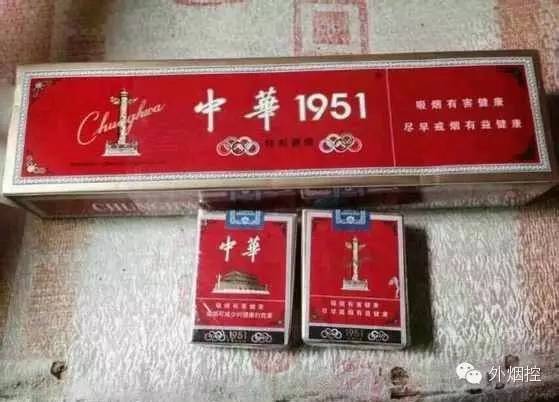 Chunghwa
中華 1951
吸烟有害健康
尽早戒烟有益健康
中華
吸烟有害健康
1951
吸烟有害健康
尽早戒烟有益健康
1951
外烟控